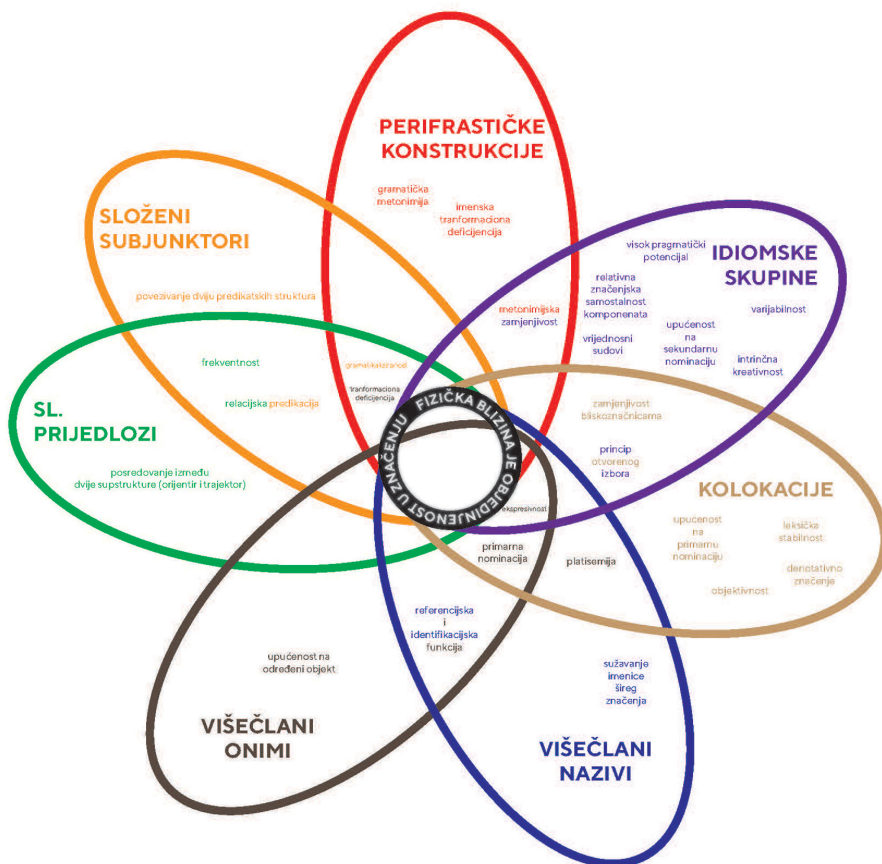 PERIFRASTIČKE
KONSTRUKCIJE
gramatička
metonimija
imenska
tranformaciona
deficijencija
SLOŽENI
SUBJUNKTORI
povezivanje dviju predikatskih struktura
IDIOMSKE
SKUPINE
visok pragmatički
potencijal
relativna
značenjska
samostalnost
komponenata
varijabilnost
metonimijska
zamjenjivost
vrijednosni
sudovi
upućenost
na
sekundarnu
nominaciju
intrinčna
kreativnost
SL.
PRIJEDLOZI
frekventnost
relacijska predikacija
posredovanje između
dvije supstrukture (orijentir i trajektor)
gramatikaliziranost
tranformaciona
deficijencija
FIZIČKA BLIZINA JE OBJEDINJENOST U ZNAČENJU
zamjenjivost
bliskoznačnicama
princip
otvorenog
izbora
KOLOKACIJE
upućenost
na
primarnu
nominaciju
leksička
stabilnost
denotativno
značenje
objektivnost
ekspresivnost
primarna
nominacija
platisemija
referencijska
i
identifikacijska
funkcija
upućenost na
određeni objekt
VIŠEČLANI
ONIMI
sužavanje
imenice
šireg
značenja
VIŠEČLANI
NAZIVI